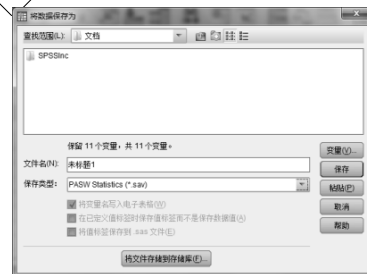 将数据保存为
查找范围(L): 文档
SPSSInc
保留 11个变量，共 11个变量。
变量(V)...
文件名(N): 未标题1
保存
保存类型: PASW Statistics (*.sav)
粘贴(P)
将变量名写入电子表格(W)
取消
在已定义值标签时保存值标签而不是保存数据值(A)
帮助
将值标签保存到 .sas 文件(E)
将文件存储到存储库(F)...